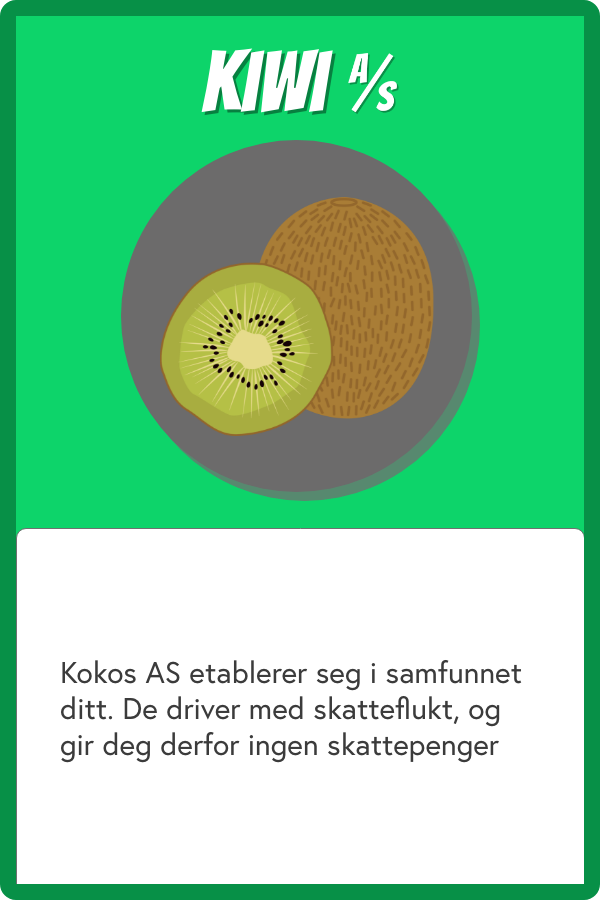 KIWI A/S
Kokos AS etablerer seg i samfunnet
ditt. De driver med skatteflukt, og
gir deg derfor ingen skattepenger